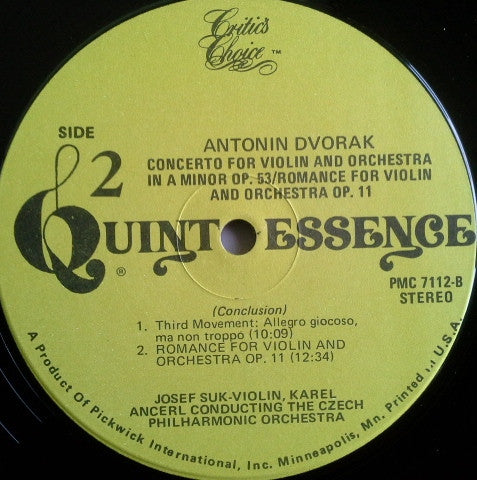 Critic's
Choice ™
SIDE
2
ANTONIN DVORAK
CONCERTO FOR VIOLIN AND ORCHESTRA
IN A MINOR OP. 53/ROMANCE FOR VIOLIN
AND ORCHESTRA OP. 11
QUINTESSENCE
®
PMC 7112-B
STEREO
(Conclusion)
1. Third Movement: Allegro giocoso,
ma non troppo (10:09)
2. ROMANCE FOR VIOLIN AND
ORCHESTRA OP. 11 (12:34)
JOSEF SUK-VIOLIN, KAREL
ANCERL CONDUCTING THE CZECH
PHILHARMONIC ORCHESTRA
A Product Of Pickwick International, Inc. Minneapolis, Mn. Printed In U.S.A.